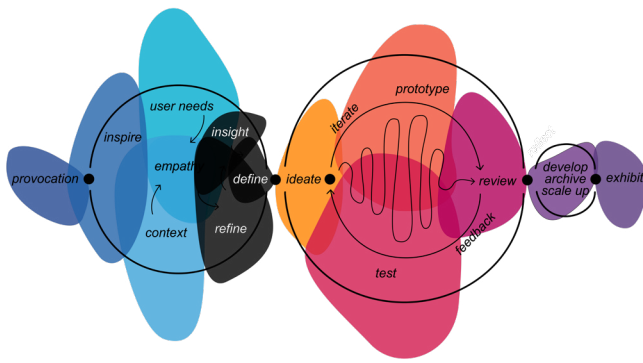 provocation
inspire
user needs
empathy
context
insight
refine
define
ideate
iterate
prototype
test
feedback
review
develop
archive
scale up
exhibit